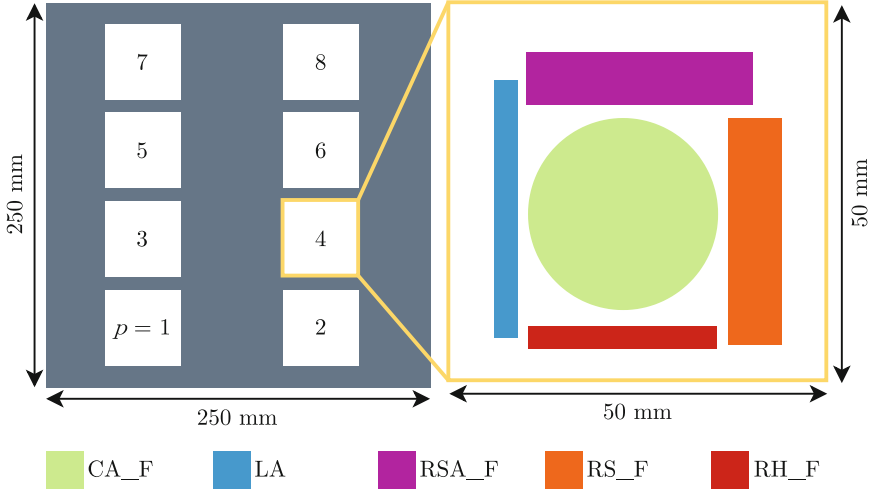 7 8
5 6
3 4
p = 1 2
250 mm
250 mm
50 mm
50 mm
CA_F LA RSA_F RS_F RH_F